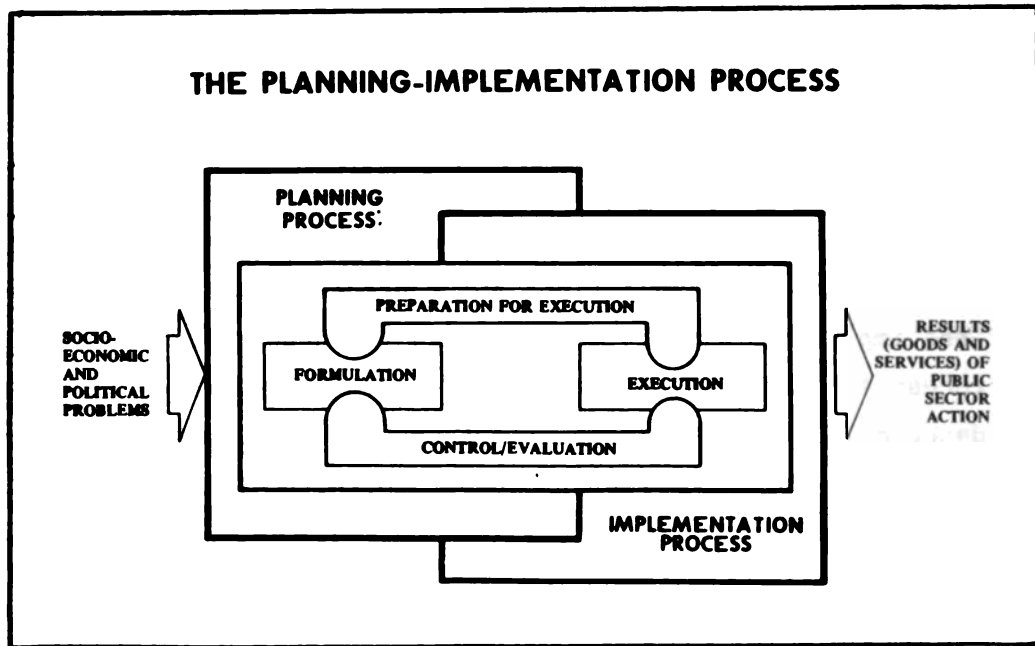 THE PLANNING-IMPLEMENTATION PROCESS
PLANNING
PROCESS:
PREPARATION FOR EXECUTION
SOCIO-
ECONOMIC
AND
POLITICAL
PROBLEMS
FORMULATION
EXECUTION
RESULTS
(GOODS AND
SERVICES) OF
PUBLIC
SECTOR
ACTION
CONTROL/EVALUATION
IMPLEMENTATION
PROCESS